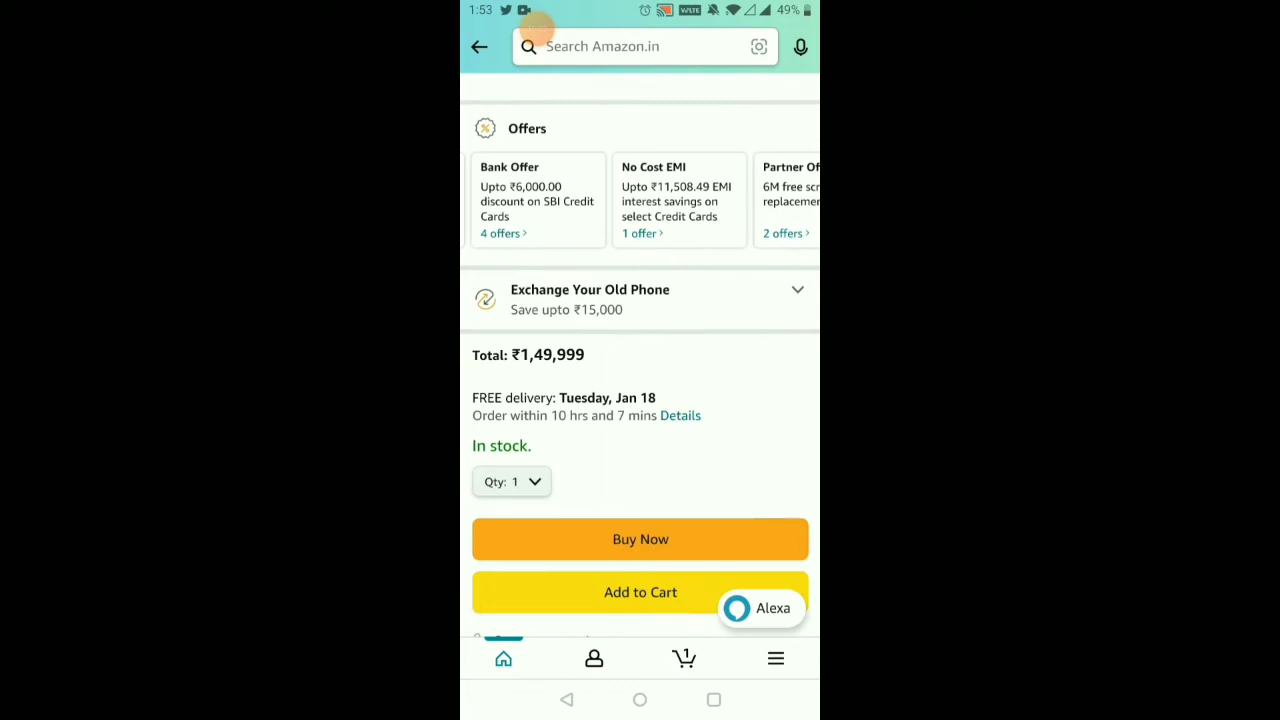 1:53 VoLTE 49%
Search Amazon.in
Offers
Bank Offer
Upto ₹6,000.00
discount on SBI Credit
Cards
4 offers ›
No Cost EMI
Upto ₹11,508.49 EMI
interest savings on
select Credit Cards
1 offer ›
Partner Of
6M free scr
replacemen
2 offers ›
Exchange Your Old Phone
Save upto ₹15,000
Total: ₹1,49,999
FREE delivery: Tuesday, Jan 18
Order within 10 hrs and 7 mins Details
In stock.
Qty: 1
Buy Now
Add to Cart
Alexa
1